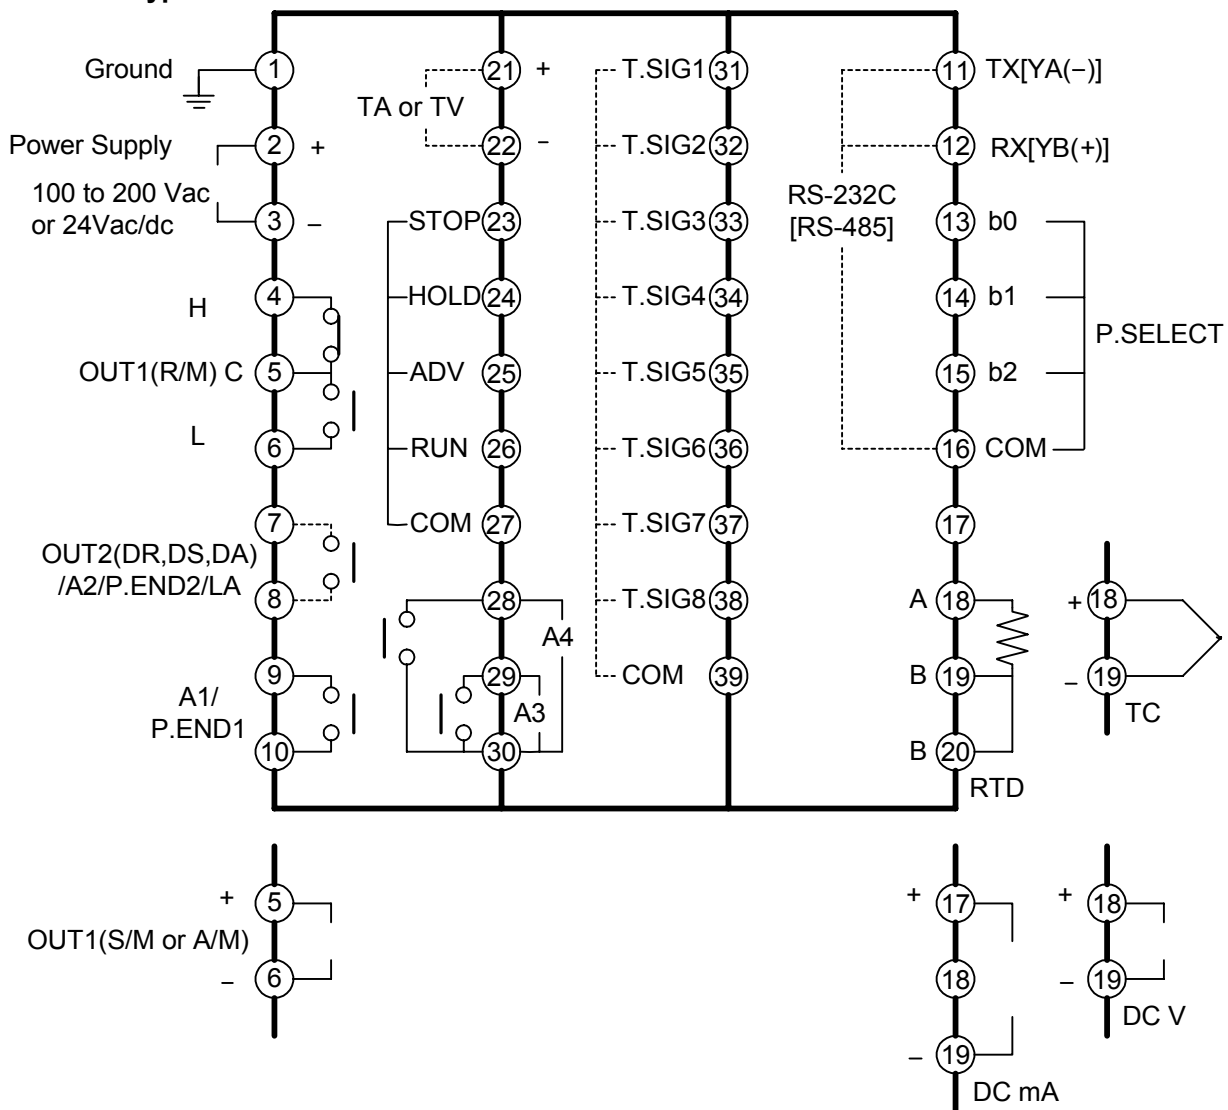 Ground
1
Power Supply
2 +
100 to 200 Vac
or 24Vac/dc
3 –
H
4
OUT1(R/M) C 5
L
6
7
OUT2(DR,DS,DA)
/A2/P.END2/LA
8
9
A1/
P.END1
10
21 +
TA or TV
22 –
STOP 23
HOLD 24
ADV 25
RUN 26
COM 27
28
A4
29
A3
30
T.SIG1 31
T.SIG2 32
T.SIG3 33
T.SIG4 34
T.SIG5 35
T.SIG6 36
T.SIG7 37
T.SIG8 38
COM 39
11 TX[YA(–)]
12 RX[YB(+)]
RS-232C
[RS-485]
13 b0
14 b1
P.SELECT
15 b2
16 COM
17
A 18
B 19
B 20
RTD
+ 18
– 19
TC
+ 5
OUT1(S/M or A/M)
– 6
+ 17
18
– 19
DC mA
+ 18
– 19
DC V